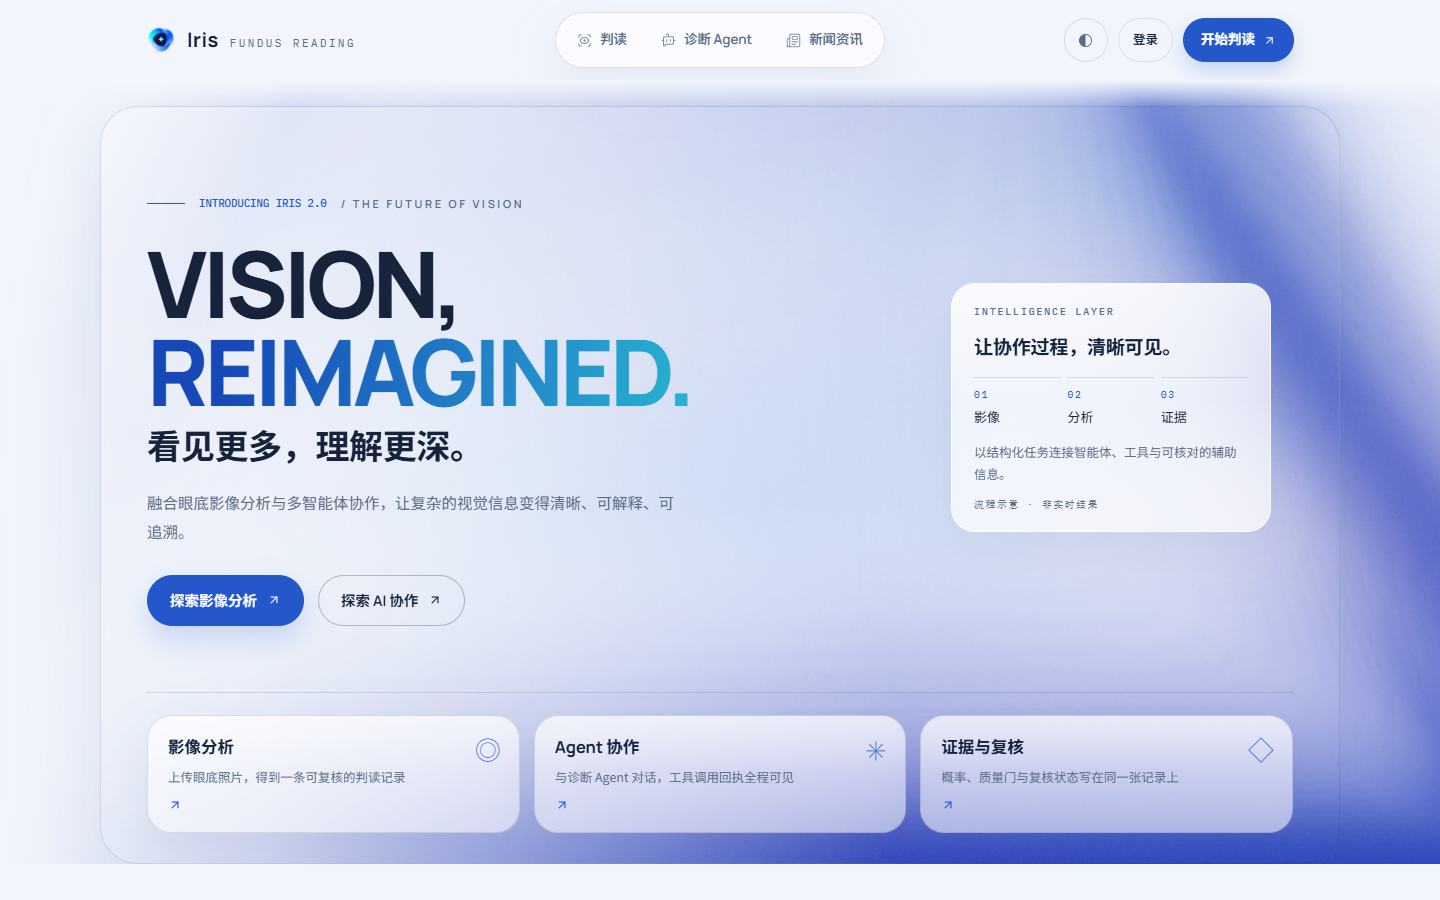 Iris FUNDUS READING
判读
诊断 Agent
新闻资讯
登录
开始判读
INTRODUCING IRIS 2.0 / THE FUTURE OF VISION
VISION,
REIMAGINED.
看见更多，理解更深。
融合眼底影像分析与多智能体协作，让复杂的视觉信息变得清晰、可解释、可
追溯。
探索影像分析
探索 AI 协作
INTELLIGENCE LAYER
让协作过程，清晰可见。
01 02 03
影像 分析 证据
以结构化任务连接智能体、工具与可核对的辅助
信息。
流程示意 · 非实时结果
影像分析
上传眼底照片，得到一条可复核的判读记录
Agent 协作
与诊断 Agent 对话，工具调用回执全程可见
证据与复核
概率、质量门与复核状态写在同一张记录上